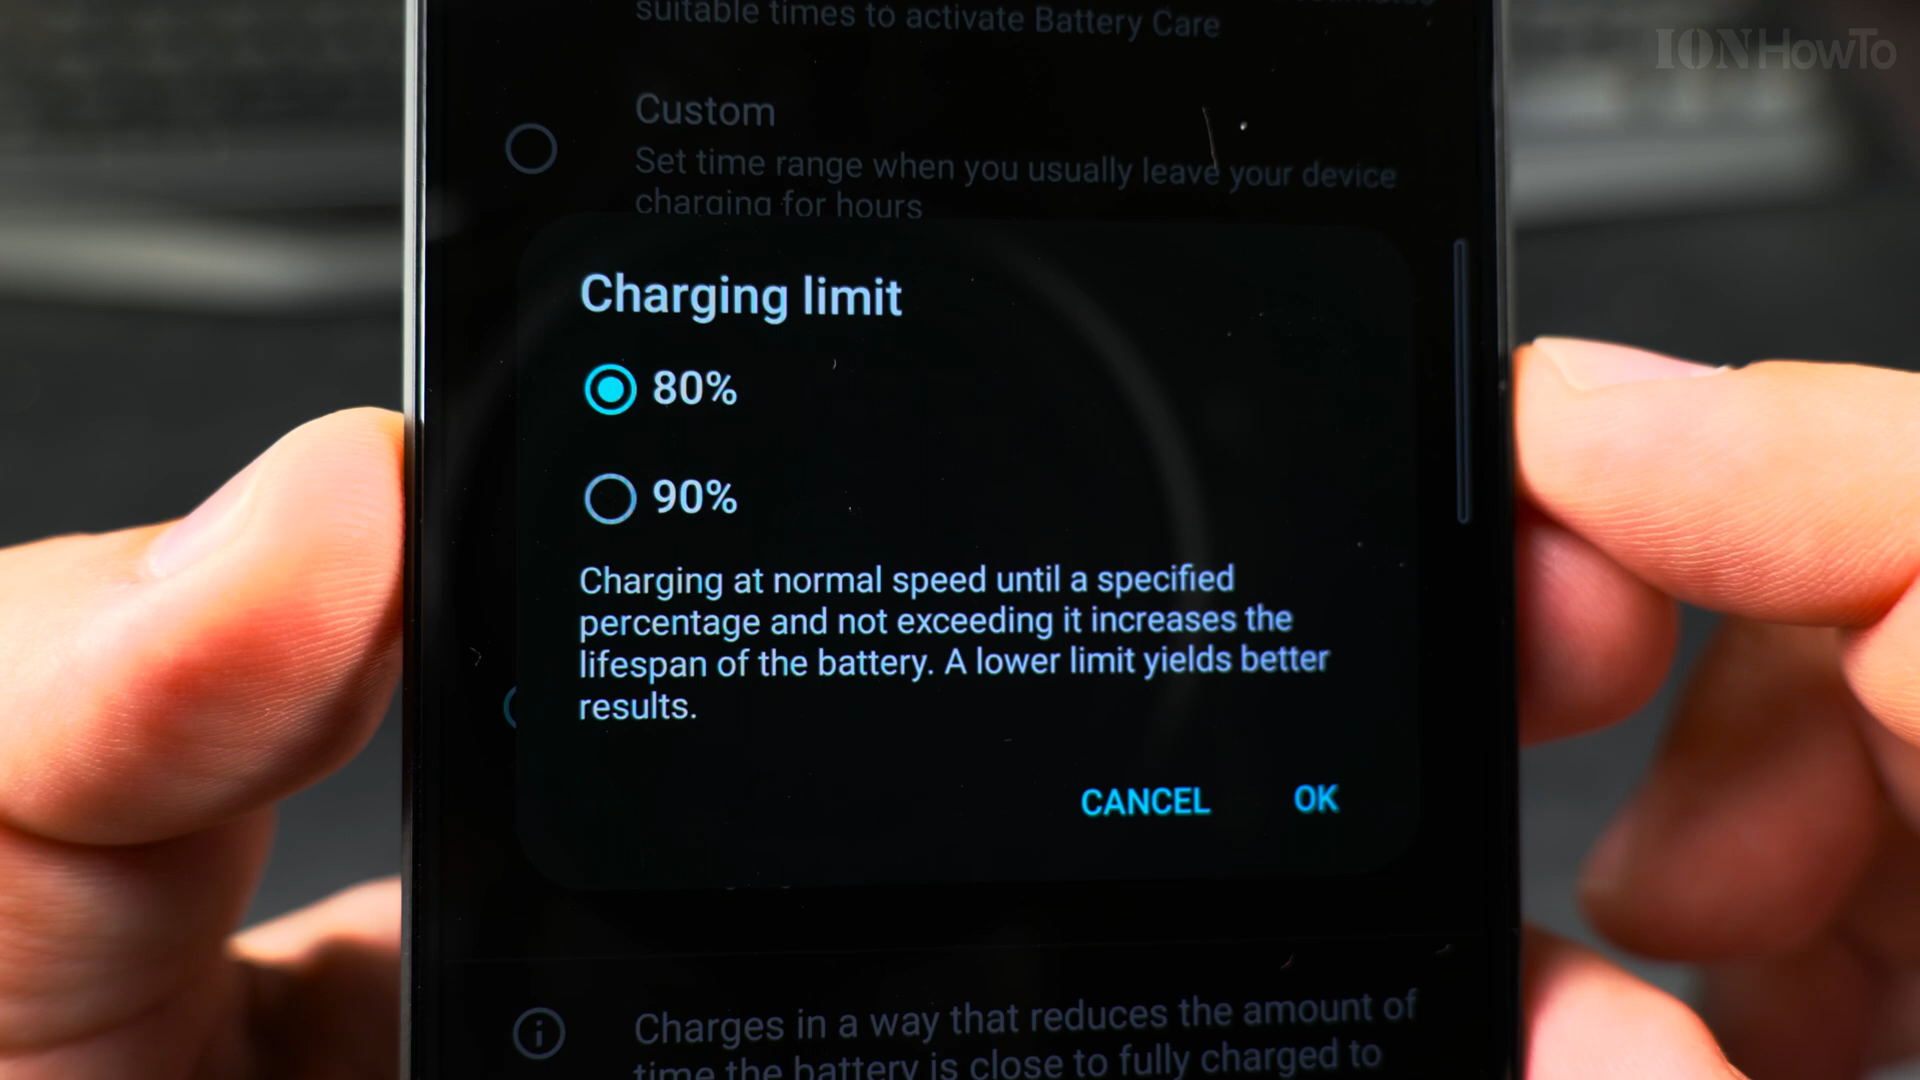 suitable times to activate Battery Care
IONHowTo
Custom
Set time range when you usually leave your device
charging for hours
Charging limit
80%
90%
Charging at normal speed until a specified
percentage and not exceeding it increases the
lifespan of the battery. A lower limit yields better
results.
CANCEL OK
Charges in a way that reduces the amount of
time the battery is close to fully charged to